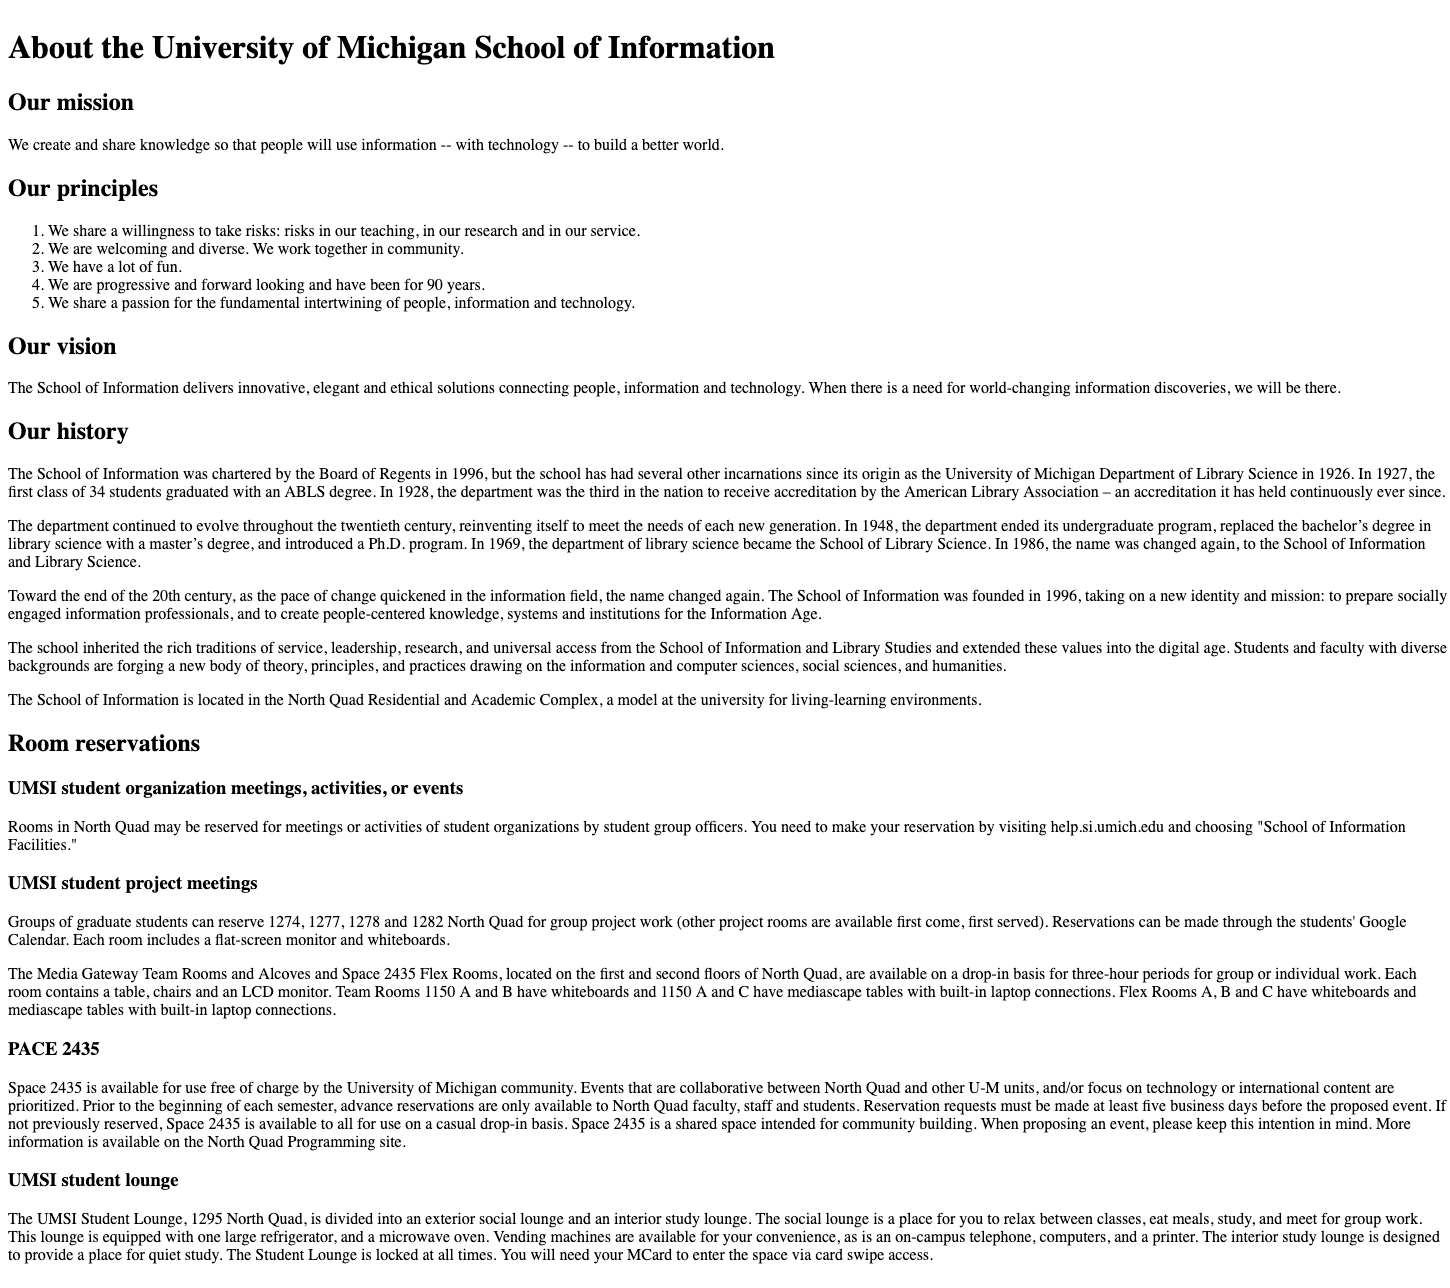 About the University of Michigan School of Information
Our mission
We create and share knowledge so that people will use information -- with technology -- to build a better world.
Our principles
1. We share a willingness to take risks: risks in our teaching, in our research and in our service.
2. We are welcoming and diverse. We work together in community.
3. We have a lot of fun.
4. We are progressive and forward looking and have been for 90 years.
5. We share a passion for the fundamental intertwining of people, information and technology.
Our vision
The School of Information delivers innovative, elegant and ethical solutions connecting people, information and technology. When there is a need for world-changing information discoveries, we will be there.
Our history
The School of Information was chartered by the Board of Regents in 1996, but the school has had several other incarnations since its origin as the University of Michigan Department of Library Science in 1926. In 1927, the
first class of 34 students graduated with an ABLS degree. In 1928, the department was the third in the nation to receive accreditation by the American Library Association – an accreditation it has held continuously ever since.
The department continued to evolve throughout the twentieth century, reinventing itself to meet the needs of each new generation. In 1948, the department ended its undergraduate program, replaced the bachelor’s degree in
library science with a master’s degree, and introduced a Ph.D. program. In 1969, the department of library science became the School of Library Science. In 1986, the name was changed again, to the School of Information
and Library Science.
Toward the end of the 20th century, as the pace of change quickened in the information field, the name changed again. The School of Information was founded in 1996, taking on a new identity and mission: to prepare socially
engaged information professionals, and to create people-centered knowledge, systems and institutions for the Information Age.
The school inherited the rich traditions of service, leadership, research, and universal access from the School of Information and Library Studies and extended these values into the digital age. Students and faculty with diverse
backgrounds are forging a new body of theory, principles, and practices drawing on the information and computer sciences, social sciences, and humanities.
The School of Information is located in the North Quad Residential and Academic Complex, a model at the university for living-learning environments.
Room reservations
UMSI student organization meetings, activities, or events
Rooms in North Quad may be reserved for meetings or activities of student organizations by student group officers. You need to make your reservation by visiting help.si.umich.edu and choosing "School of Information
Facilities."
UMSI student project meetings
Groups of graduate students can reserve 1274, 1277, 1278 and 1282 North Quad for group project work (other project rooms are available first come, first served). Reservations can be made through the students' Google
Calendar. Each room includes a flat-screen monitor and whiteboards.
The Media Gateway Team Rooms and Alcoves and Space 2435 Flex Rooms, located on the first and second floors of North Quad, are available on a drop-in basis for three-hour periods for group or individual work. Each
room contains a table, chairs and an LCD monitor. Team Rooms 1150 A and B have whiteboards and 1150 A and C have mediascape tables with built-in laptop connections. Flex Rooms A, B and C have whiteboards and
mediascape tables with built-in laptop connections.
PACE 2435
Space 2435 is available for use free of charge by the University of Michigan community. Events that are collaborative between North Quad and other U-M units, and/or focus on technology or international content are
prioritized. Prior to the beginning of each semester, advance reservations are only available to North Quad faculty, staff and students. Reservation requests must be made at least five business days before the proposed event. If
not previously reserved, Space 2435 is available to all for use on a casual drop-in basis. Space 2435 is a shared space intended for community building. When proposing an event, please keep this intention in mind. More
information is available on the North Quad Programming site.
UMSI student lounge
The UMSI Student Lounge, 1295 North Quad, is divided into an exterior social lounge and an interior study lounge. The social lounge is a place for you to relax between classes, eat meals, study, and meet for group work.
This lounge is equipped with one large refrigerator, and a microwave oven. Vending machines are available for your convenience, as is an on-campus telephone, computers, and a printer. The interior study lounge is designed
to provide a place for quiet study. The Student Lounge is locked at all times. You will need your MCard to enter the space via card swipe access.